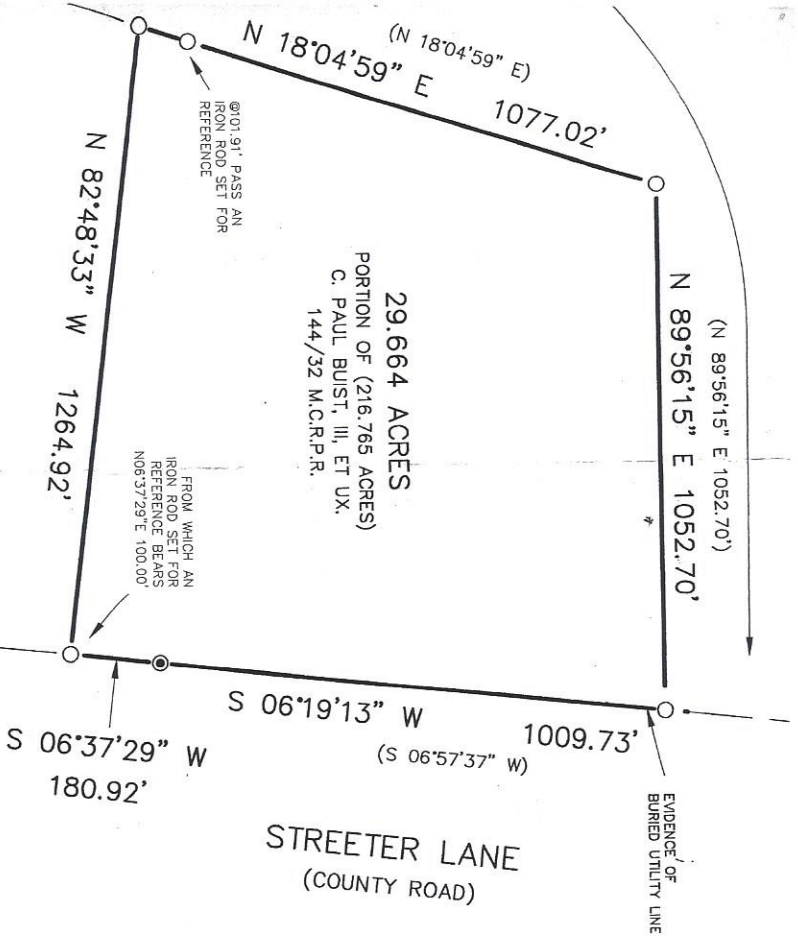 (N 18°04'59" E)
N 18°04'59" E 1077.02'
@101.91' PASS AN
IRON ROD SET FOR
REFERENCE
(N 89°56'15" E 1052.70')
N 89°56'15" E 1052.70'
29.664 ACRES
PORTION OF (216.765 ACRES)
C. PAUL BUIST, III, ET UX.
144/32 M.C.R.P.R.
N 82°48'33" W 1264.92'
FROM WHICH AN
IRON ROD SET FOR
REFERENCE BEARS
N06°37'29"E 100.00'
S 06°19'13" W 1009.73'
(S 06°57'37" W)
S 06°37'29" W
180.92'
EVIDENCE OF
BURIED UTILITY LINE
STREETER LANE
(COUNTY ROAD)